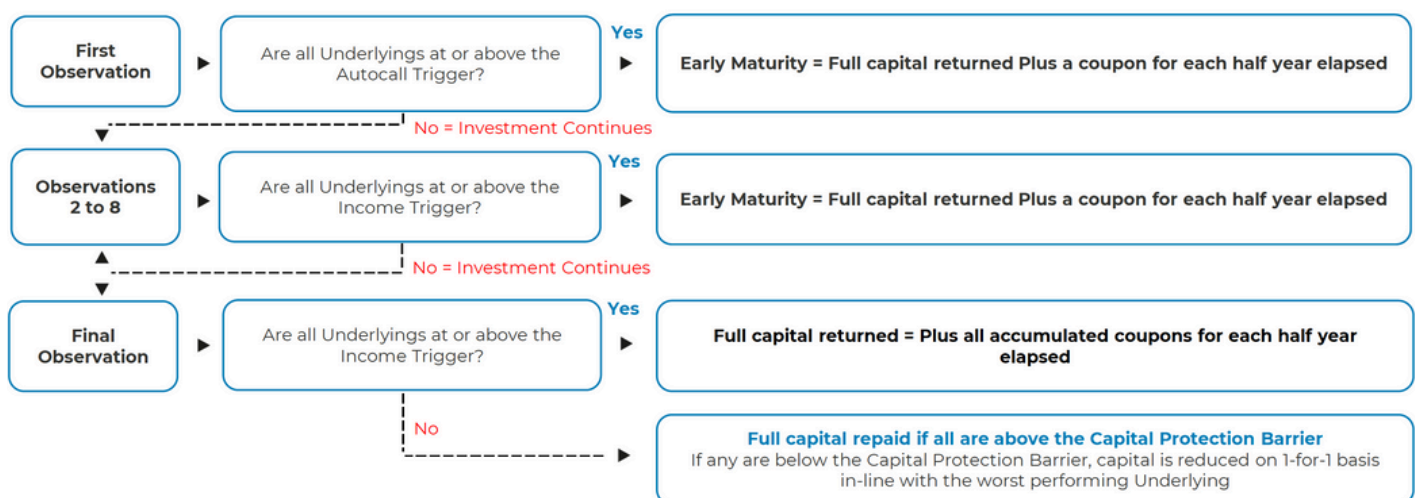 First
Observation
Are all Underlyings at or above the
Autocall Trigger?
Yes
Early Maturity = Full capital returned Plus a coupon for each half year elapsed
No = Investment Continues
Observations
2 to 8
Are all Underlyings at or above the
Income Trigger?
Yes
Early Maturity = Full capital returned Plus a coupon for each half year elapsed
No = Investment Continues
Final
Observation
Are all Underlyings at or above the
Income Trigger?
Yes
Full capital returned = Plus all accumulated coupons for each half year
elapsed
No
Full capital repaid if all are above the Capital Protection Barrier
If any are below the Capital Protection Barrier, capital is reduced on 1-for-1 basis
in-line with the worst performing Underlying